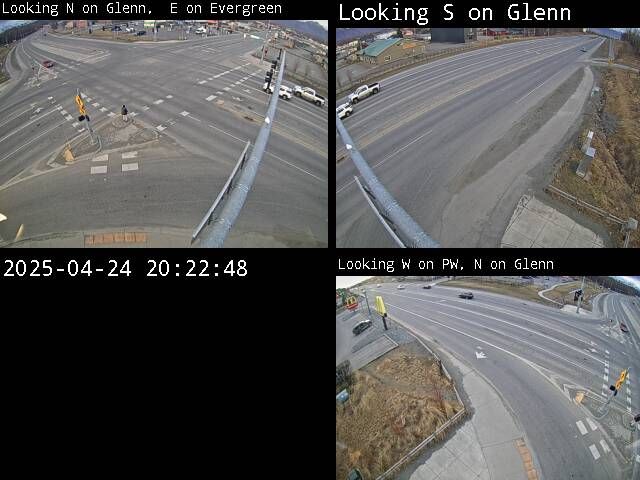 Looking N on Glenn,  E on Evergreen
Looking S on Glenn
2025-04-24 20:22:48
Looking W on PW, N on Glenn